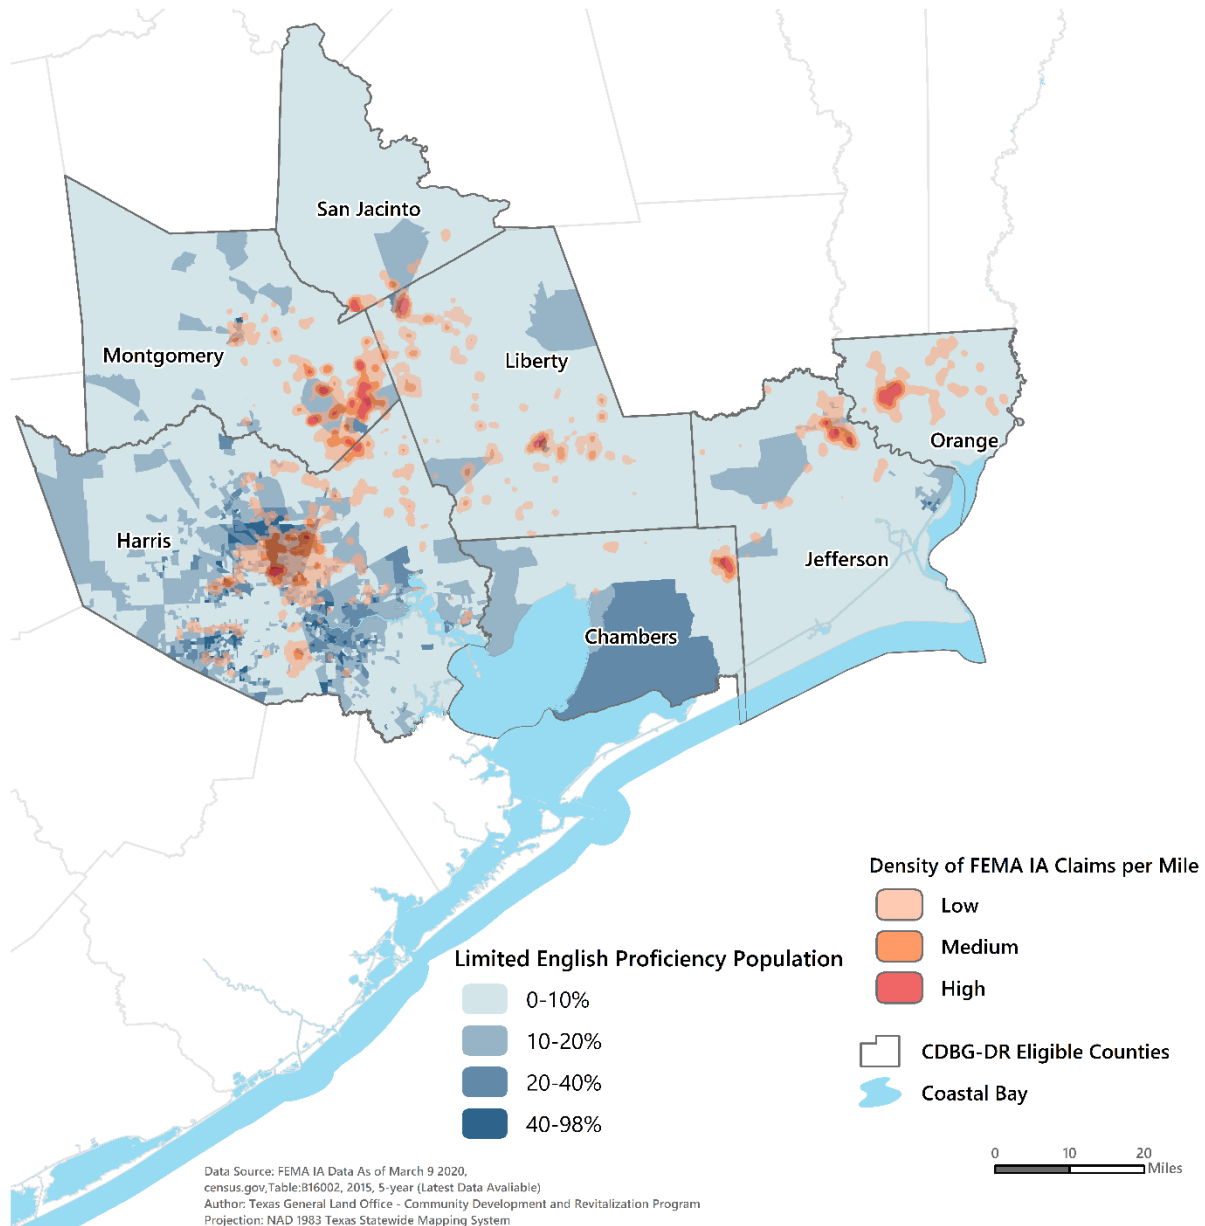 San Jacinto
Montgomery
Liberty
Orange
Harris
Jefferson
Chambers
Density of FEMA IA Claims per Mile
Low
Medium
High
Limited English Proficiency Population
0-10%
10-20%
20-40%
40-98%
CDBG-DR Eligible Counties
Coastal Bay
0 10 20
Miles
Data Source: FEMA IA Data As of March 9 2020,
census.gov,Table:B16002, 2015, 5-year (Latest Data Avaliable)
Author: Texas General Land Office - Community Development and Revitalization Program
Projection: NAD 1983 Texas Statewide Mapping System